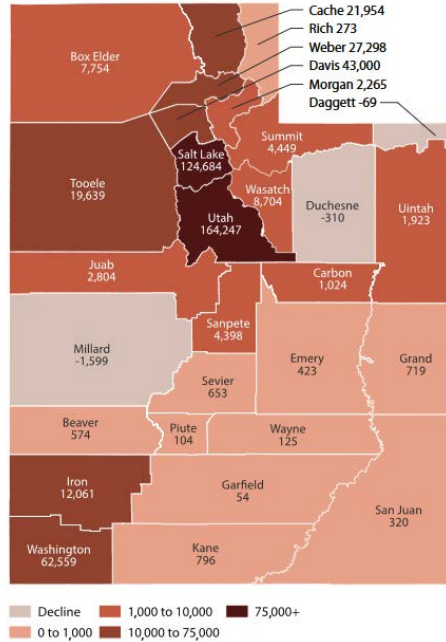 Cache 21,954
Rich 273
Weber 27,298
Davis 43,000
Morgan 2,265
Daggett -69
Box Elder
7,754
Summit
4,449
Salt Lake
124,684
Tooele
19,639
Wasatch
8,704
Duchesne
-310
Uintah
1,923
Utah
164,247
Juab
2,804
Carbon
1,024
Sanpete
4,398
Millard
-1,599
Emery
423
Grand
719
Sevier
653
Beaver
574
Piute
104
Wayne
125
Iron
12,061
Garfield
54
San Juan
320
Washington
62,559
Kane
796
Decline
1,000 to 10,000
75,000+
0 to 1,000
10,000 to 75,000